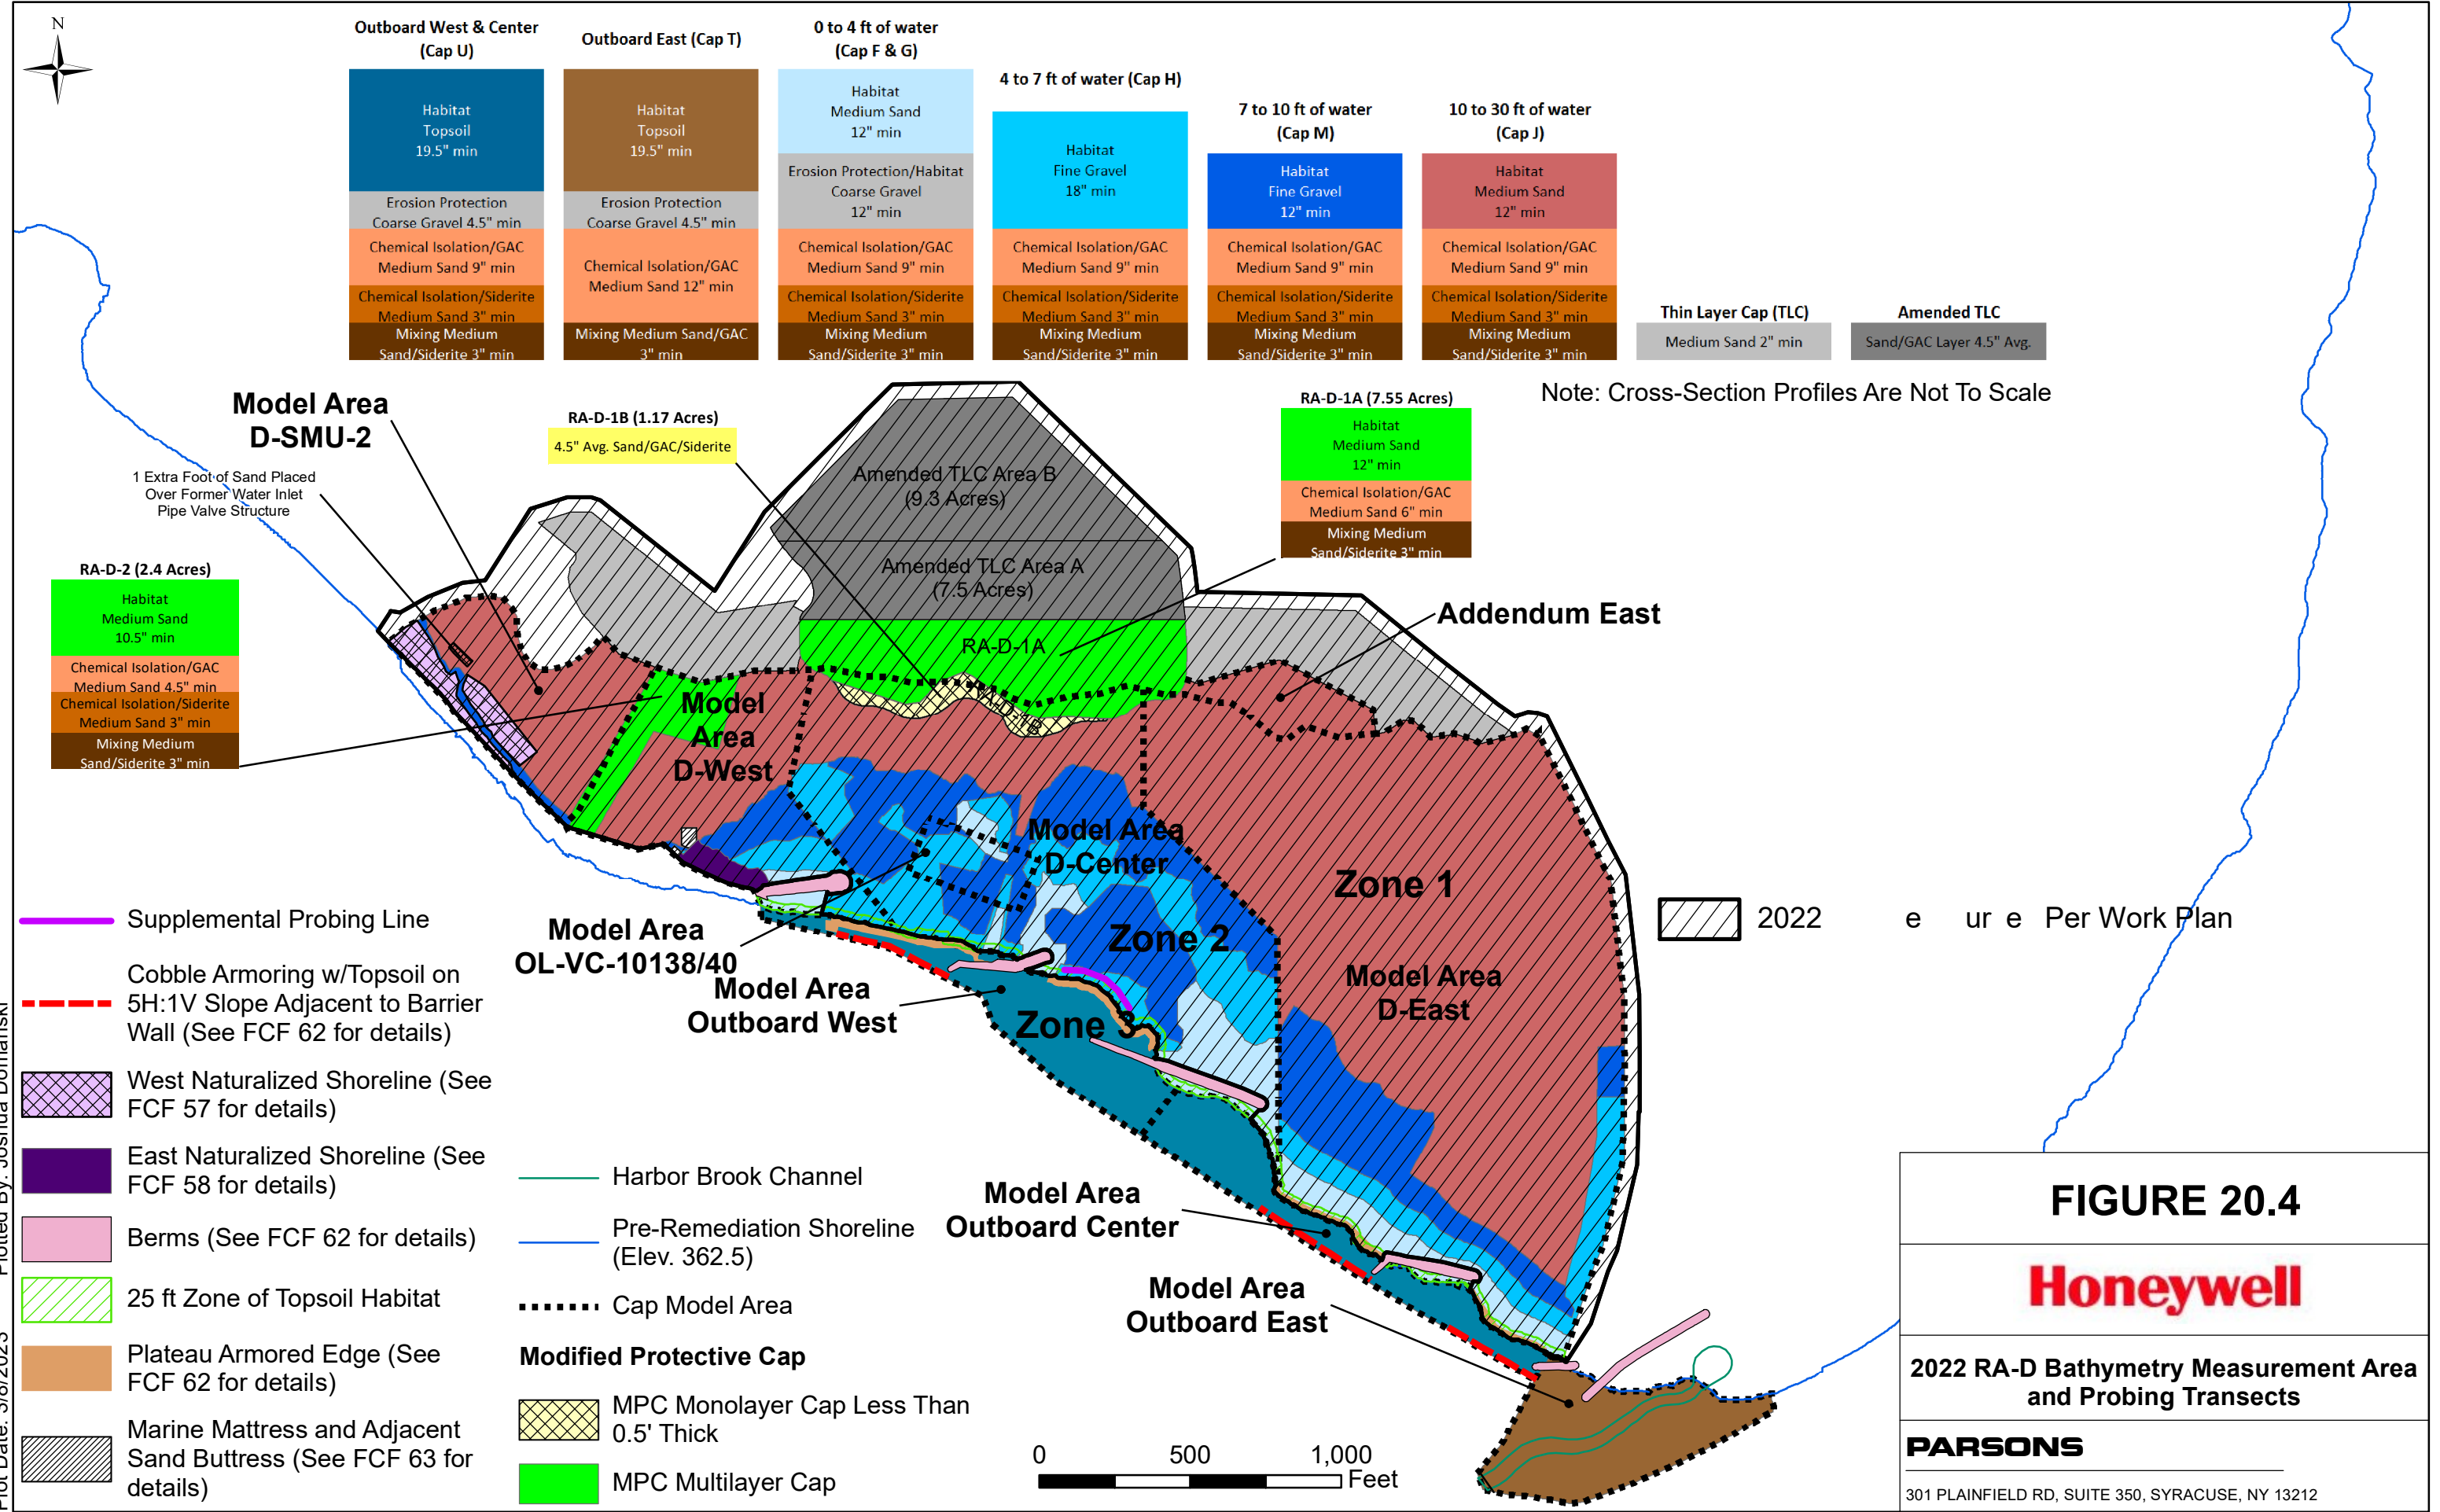 N
Outboard West & Center
(Cap U)
Habitat
Topsoil
19.5" min
Erosion Protection
Coarse Gravel 4.5" min
Chemical Isolation/GAC
Medium Sand 9" min
Chemical Isolation/Siderite
Medium Sand 3" min
Mixing Medium
Sand/Siderite 3" min
Outboard East (Cap T)
Habitat
Topsoil
19.5" min
Erosion Protection
Coarse Gravel 4.5" min
Chemical Isolation/GAC
Medium Sand 12" min
Mixing Medium Sand/GAC
3" min
0 to 4 ft of water
(Cap F & G)
Habitat
Medium Sand
12" min
Erosion Protection/Habitat
Coarse Gravel
12" min
Chemical Isolation/GAC
Medium Sand 9" min
Chemical Isolation/Siderite
Medium Sand 3" min
Mixing Medium
Sand/Siderite 3" min
4 to 7 ft of water (Cap H)
Habitat
Fine Gravel
18" min
Chemical Isolation/GAC
Medium Sand 9" min
Chemical Isolation/Siderite
Medium Sand 3" min
Mixing Medium
Sand/Siderite 3" min
7 to 10 ft of water
(Cap M)
Habitat
Fine Gravel
12" min
Chemical Isolation/GAC
Medium Sand 9" min
Chemical Isolation/Siderite
Medium Sand 3" min
Mixing Medium
Sand/Siderite 3" min
10 to 30 ft of water
(Cap J)
Habitat
Medium Sand
12" min
Chemical Isolation/GAC
Medium Sand 9" min
Chemical Isolation/Siderite
Medium Sand 3" min
Mixing Medium
Sand/Siderite 3" min
Thin Layer Cap (TLC)
Medium Sand 2" min
Amended TLC
Sand/GAC Layer 4.5" Avg.
Note: Cross-Section Profiles Are Not To Scale
Model Area
D-SMU-2
1 Extra Foot of Sand Placed
Over Former Water Inlet
Pipe Valve Structure
RA-D-1B (1.17 Acres)
4.5" Avg. Sand/GAC/Siderite
RA-D-1A (7.55 Acres)
Habitat
Medium Sand
12" min
Chemical Isolation/GAC
Medium Sand 6" min
Mixing Medium
Sand/Siderite 3" min
RA-D-2 (2.4 Acres)
Habitat
Medium Sand
10.5" min
Chemical Isolation/GAC
Medium Sand 4.5" min
Chemical Isolation/Siderite
Medium Sand 3" min
Mixing Medium
Sand/Siderite 3" min
Amended TLC Area B
(9.3 Acres)
Amended TLC Area A
(7.5 Acres)
RA-D-1A
RA-D-1B
Addendum East
Model
Area
D-West
Model Area
D-Center
Zone 1
Zone 2
Model Area
D-East
Zone 3
Model Area
OL-VC-10138/40
Model Area
Outboard West
Model Area
Outboard Center
Model Area
Outboard East
2022 e ur e Per Work Plan
Supplemental Probing Line
Cobble Armoring w/Topsoil on
5H:1V Slope Adjacent to Barrier
Wall (See FCF 62 for details)
West Naturalized Shoreline (See
FCF 57 for details)
East Naturalized Shoreline (See
FCF 58 for details)
Berms (See FCF 62 for details)
25 ft Zone of Topsoil Habitat
Plateau Armored Edge (See
FCF 62 for details)
Marine Mattress and Adjacent
Sand Buttress (See FCF 63 for
details)
Harbor Brook Channel
Pre-Remediation Shoreline
(Elev. 362.5)
Cap Model Area
Modified Protective Cap
MPC Monolayer Cap Less Than
0.5' Thick
MPC Multilayer Cap
0 500 1,000
Feet
FIGURE 20.4
Honeywell
2022 RA-D Bathymetry Measurement Area
and Probing Transects
PARSONS
301 PLAINFIELD RD, SUITE 350, SYRACUSE, NY 13212
Plotted By: Joshua Domanski
Plot Date: 3/8/2023